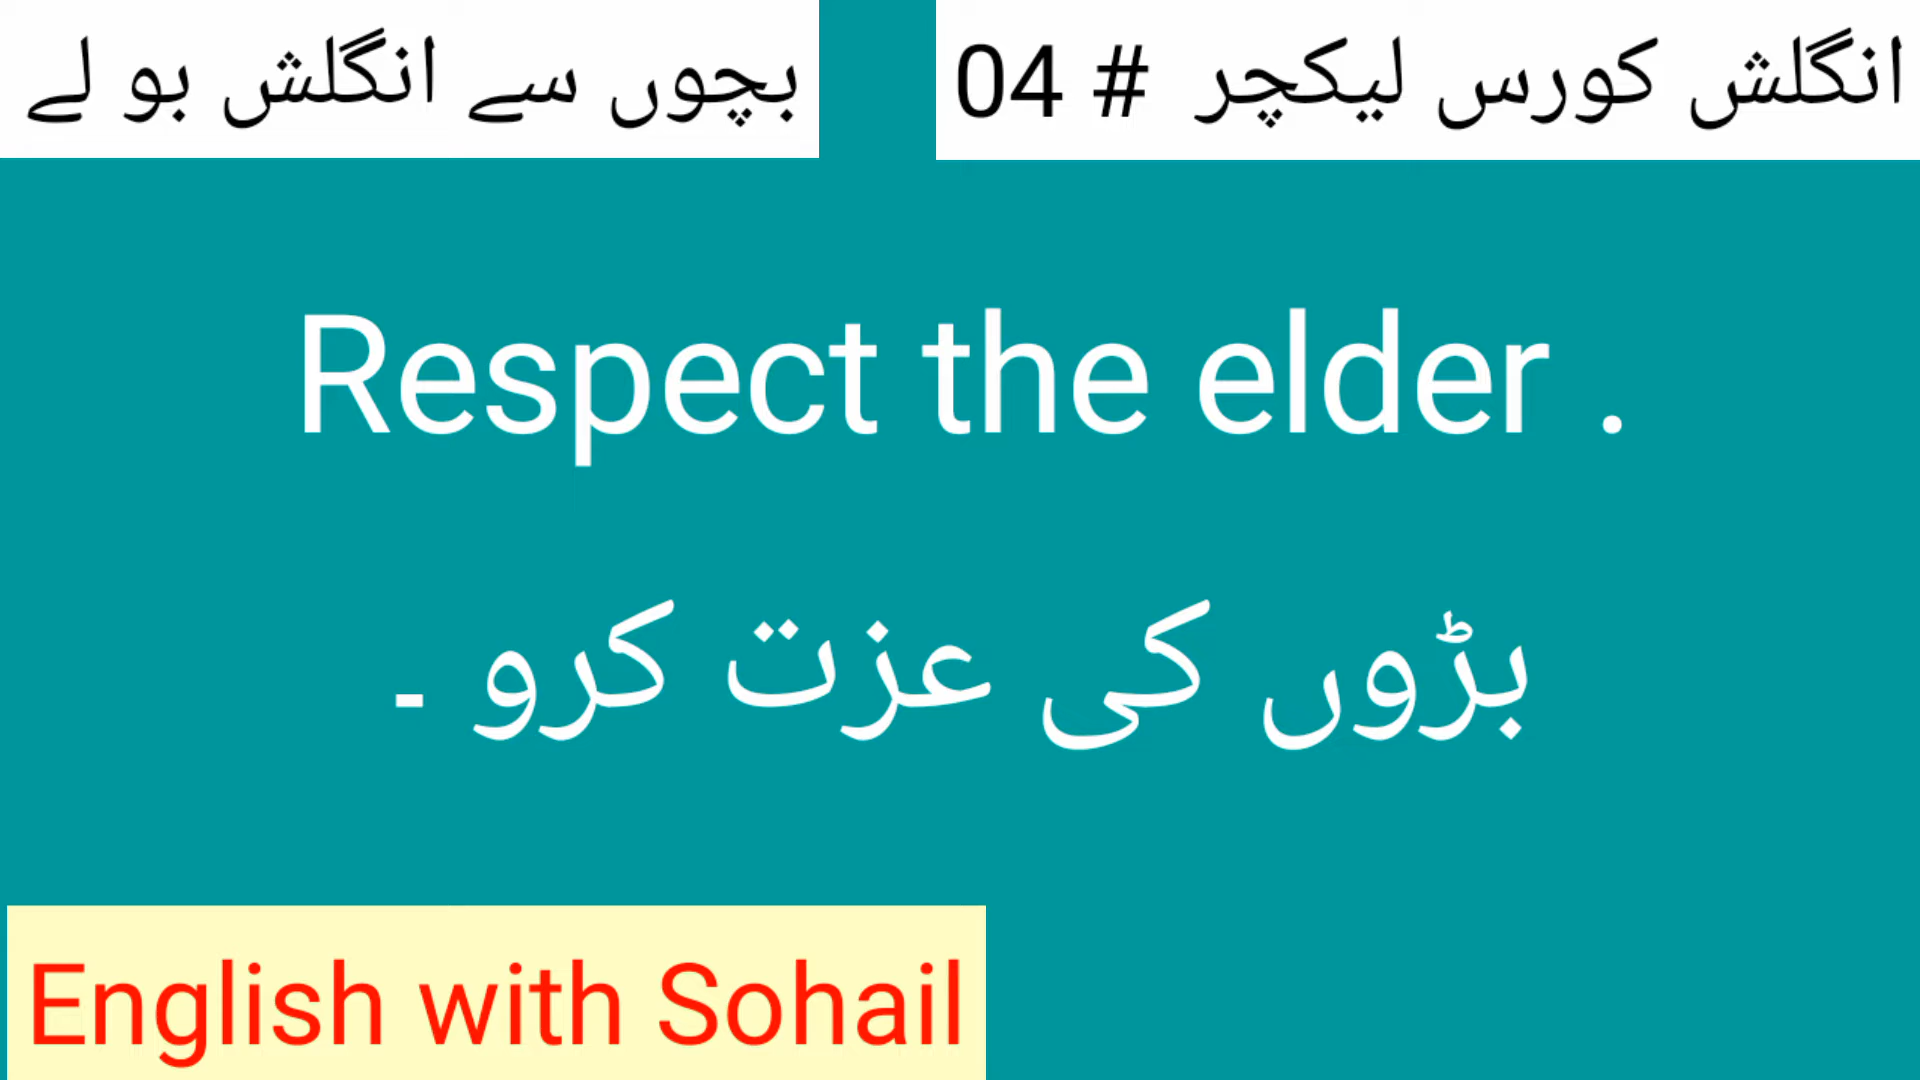 انگلش کورس لیکچر # 04
بچوں سے انگلش بو لے
Respect the elder .
بڑوں کی عزت کرو ۔
English with Sohail